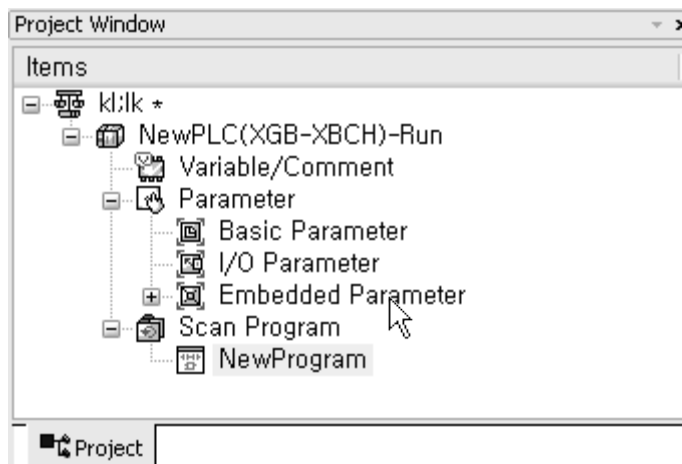 Project Window
Items
kl;lk *
NewPLC(XGB-XBCH)-Run
Variable/Comment
Parameter
Basic Parameter
I/O Parameter
Embedded Parameter
Scan Program
NewProgram
Project